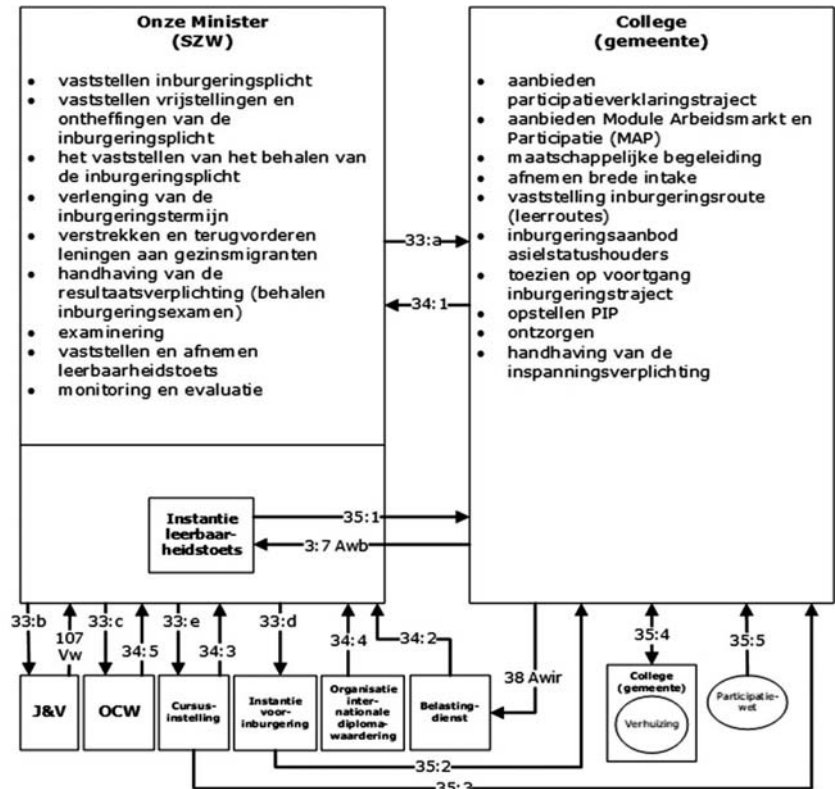 Onze Minister
(SZW)
• vaststellen inburgeringsplicht
• vaststellen vrijstellingen en
ontheffingen van de
inburgeringsplicht
• het vaststellen van het behalen van
de inburgeringsplicht
• verlenging van de
inburgeringstermijn
• verstrekken en terugvorderen
leningen aan gezinsmigranten
• handhaving van de
resultaatsverplichting (behalen
inburgeringsexamen)
• examinering
• vaststellen en afnemen
leerbaarheidstoets
• monitoring en evaluatie
33:a
34:1
College
(gemeente)
• aanbieden
participatieverklaringstraject
• aanbieden Module Arbeidsmarkt en
Participatie (MAP)
• maatschappelijke begeleiding
• afnemen brede intake
• vaststelling inburgeringsroute
(leerroutes)
• inburgeringsaanbod
asielstatushouders
• toezien op voortgang
inburgeringstraject
• opstellen PIP
• ontzorgen
• handhaving van de
inspanningsverplichting
Instantie
leerbaar-
heidstoets
35:1
3:7 Awb
33:b
107
Vw
33:c
34:5
33:e
34:3
33:d
34:4
34:2
38 Awir
35:4
35:5
J&V
OCW
Cursus-
instelling
Instantie
voor-
inburgering
Organisatie
inter-
nationale
diploma-
waardering
Belasting-
dienst
College
(gemeente)
Verhuizing
Participatie-
wet
35:2
35:3